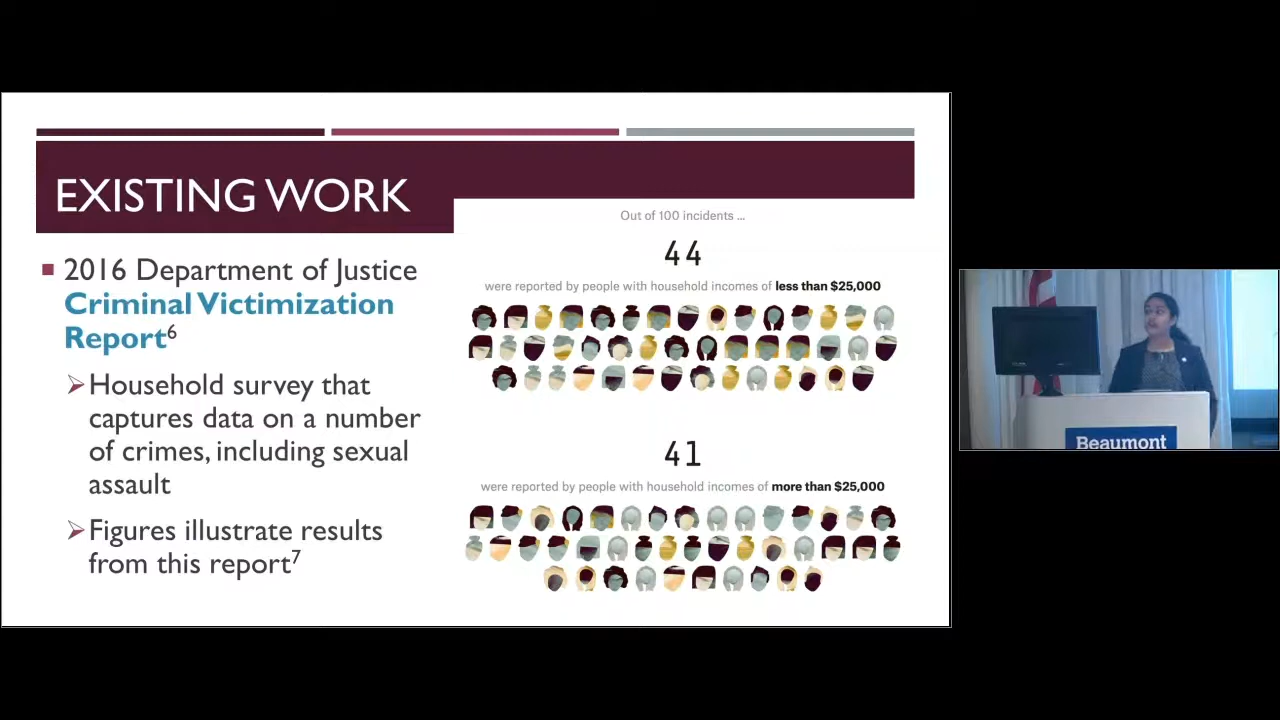 EXISTING WORK
2016 Department of Justice
Criminal Victimization
Report6
Household survey that
captures data on a number
of crimes, including sexual
assault
Figures illustrate results
from this report7
Out of 100 incidents ...
44
were reported by people with household incomes of less than $25,000
41
were reported by people with household incomes of more than $25,000
Beaumont